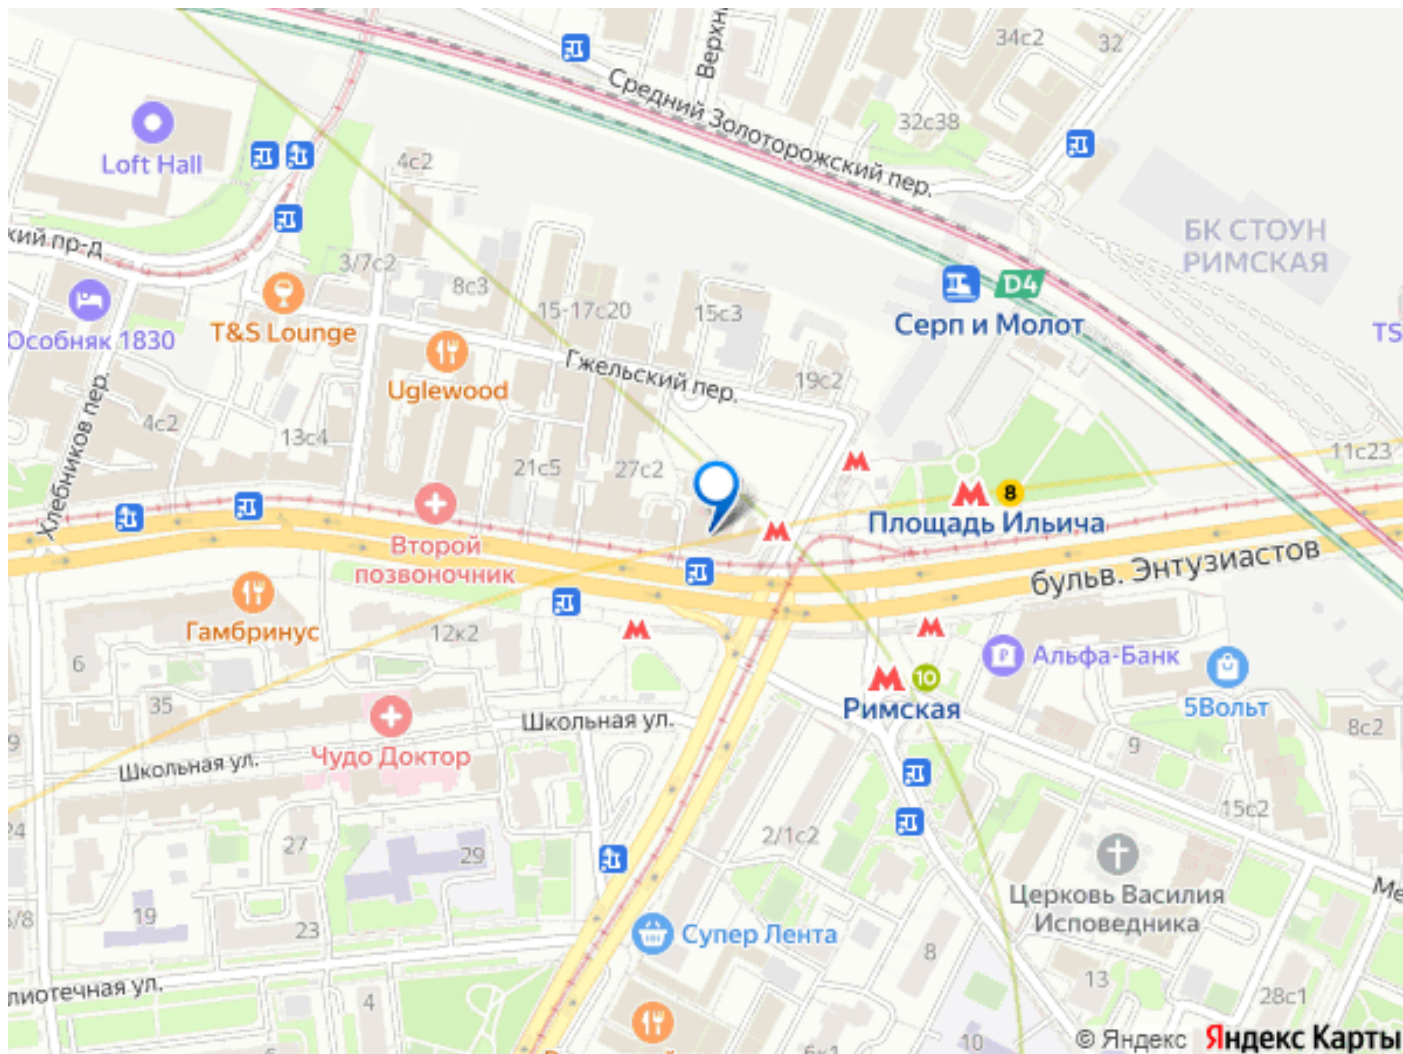 34с2
32
Верхн
Средний Золоторожский пер.
32с38
Loft Hall
4с2
кий пр-д
3/7с2
8с3
БК СТОУН
РИМСКАЯ
D4
Серп и Молот
TS
Особняк 1830
T&S Lounge
15-17с20
15с3
Uglewood
Гжельский пер.
19с2
Хлебников пер.
4с2
13с4
21с5
27с2
11с23
8
Площадь Ильича
Второй
позвоночник
бульв. Энтузиастов
Гамбринус
12к2
6
35
Альфа-Банк
10
Римская
5Вольт
8с2
9
Школьная ул.
Чудо Доктор
Школьная ул.
9
15с2
24
27
29
2/1с2
Церковь Василия
Исповедника
Ме
5/8
19
23
Супер Лента
8
13
28с1
лиотечная ул.
4
10
6к1
© Яндекс Яндекс Карты